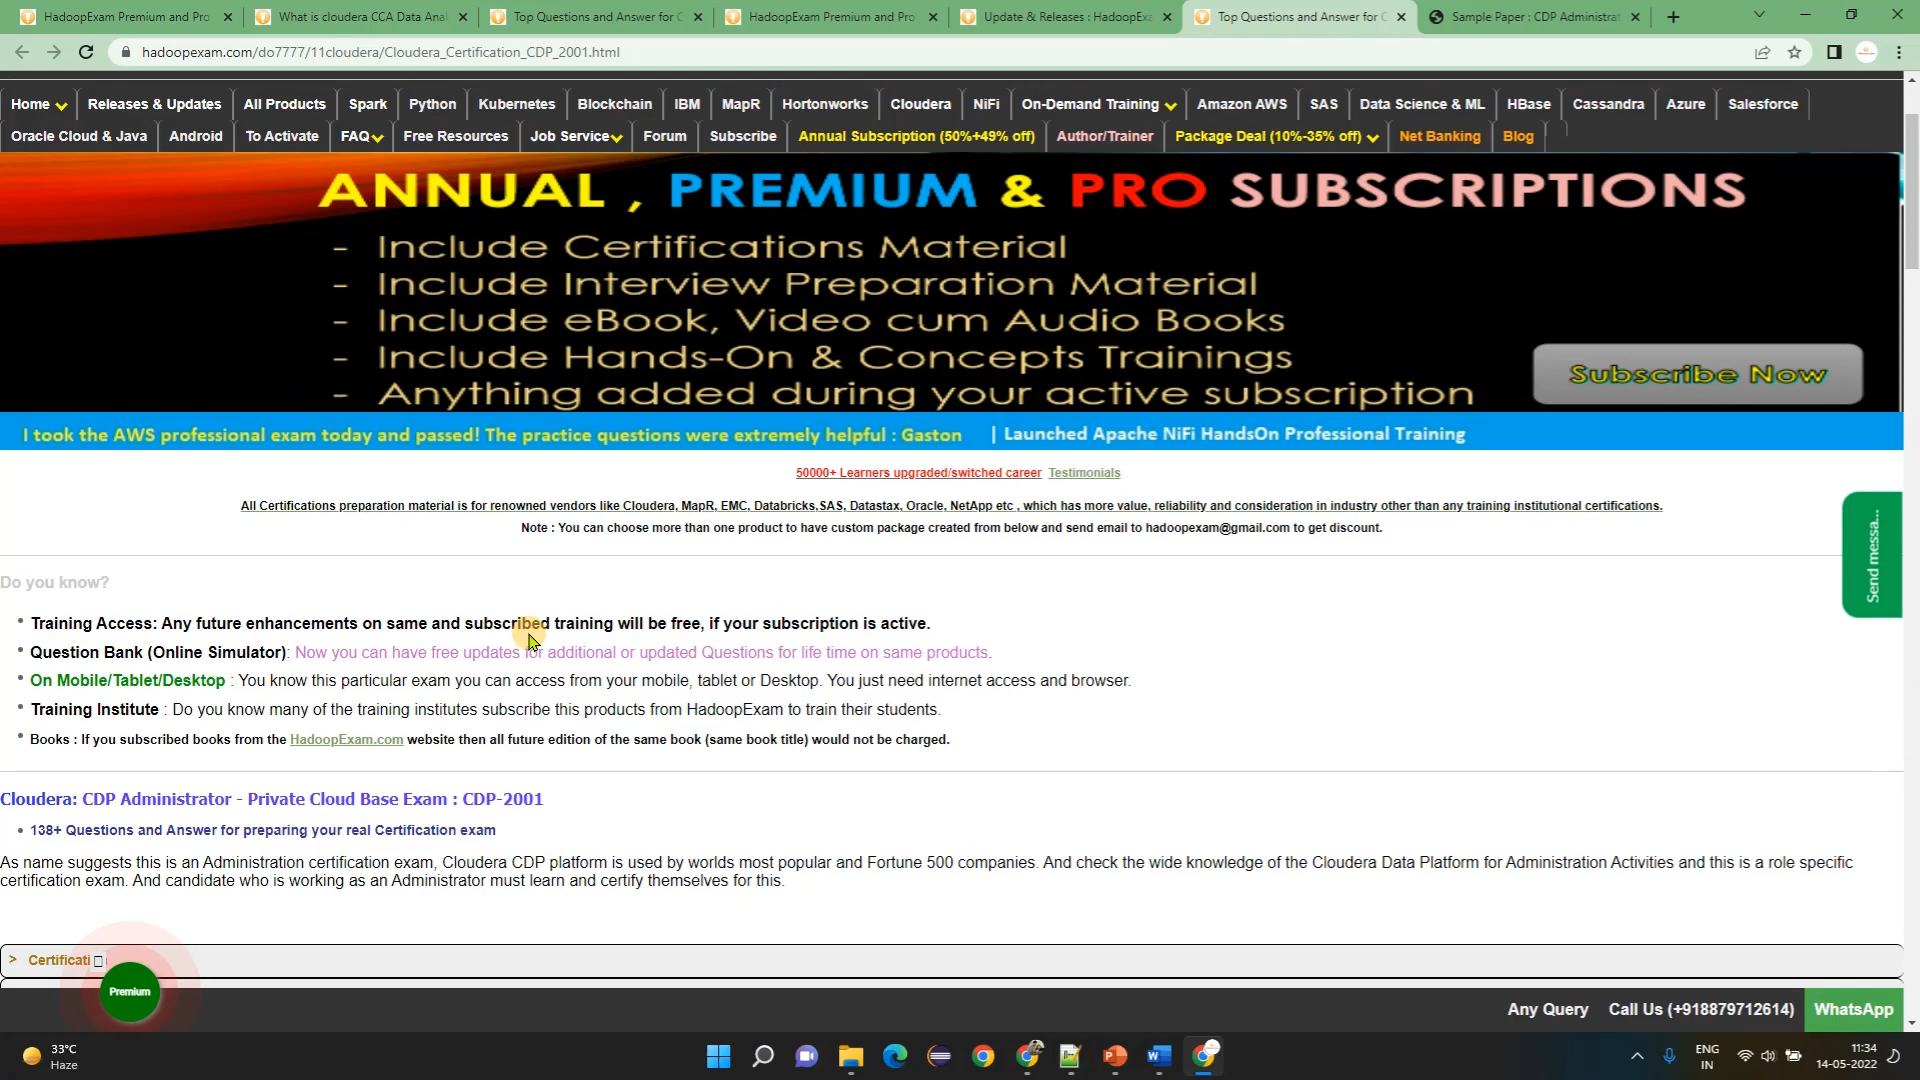 HadoopExam Premium and Pro
What is cloudera CCA Data Anal
Top Questions and Answer for C
HadoopExam Premium and Pro
Update & Releases : HadoopExa
Top Questions and Answer for C
Sample Paper : CDP Administrat
hadoopexam.com/do7777/11cloudera/Cloudera_Certification_CDP_2001.html
Home Releases & Updates All Products Spark Python Kubernetes Blockchain IBM MapR Hortonworks Cloudera NiFi On-Demand Training Amazon AWS SAS Data Science & ML HBase Cassandra Azure Salesforce
Oracle Cloud & Java Android To Activate FAQ Free Resources Job Service Forum Subscribe Annual Subscription (50%+49% off) Author/Trainer Package Deal (10%-35% off) Net Banking Blog
ANNUAL , PREMIUM & PRO SUBSCRIPTIONS
- Include Certifications Material
- Include Interview Preparation Material
- Include eBook, Video cum Audio Books
- Include Hands-On & Concepts Trainings
- Anything added during your active subscription
Subscribe Now
I took the AWS professional exam today and passed! The practice questions were extremely helpful : Gaston | Launched Apache NiFi HandsOn Professional Training
50000+ Learners upgraded/switched career Testimonials
All Certifications preparation material is for renowned vendors like Cloudera, MapR, EMC, Databricks,SAS, Datastax, Oracle, NetApp etc , which has more value, reliability and consideration in industry other than any training institutional certifications.
Note : You can choose more than one product to have custom package created from below and send email to hadoopexam@gmail.com to get discount.
Send messa...
Do you know?
• Training Access: Any future enhancements on same and subscribed training will be free, if your subscription is active.
• Question Bank (Online Simulator): Now you can have free updates for additional or updated Questions for life time on same products.
• On Mobile/Tablet/Desktop : You know this particular exam you can access from your mobile, tablet or Desktop. You just need internet access and browser.
• Training Institute : Do you know many of the training institutes subscribe this products from HadoopExam to train their students.
• Books : If you subscribed books from the HadoopExam.com website then all future edition of the same book (same book title) would not be charged.
Cloudera: CDP Administrator - Private Cloud Base Exam : CDP-2001
• 138+ Questions and Answer for preparing your real Certification exam
As name suggests this is an Administration certification exam, Cloudera CDP platform is used by worlds most popular and Fortune 500 companies. And check the wide knowledge of the Cloudera Data Platform for Administration Activities and this is a role specific
certification exam. And candidate who is working as an Administrator must learn and certify themselves for this.
> Certificati
Premium
Any Query Call Us (+918879712614) WhatsApp
33°C
Haze
ENG
IN
11:34
14-05-2022